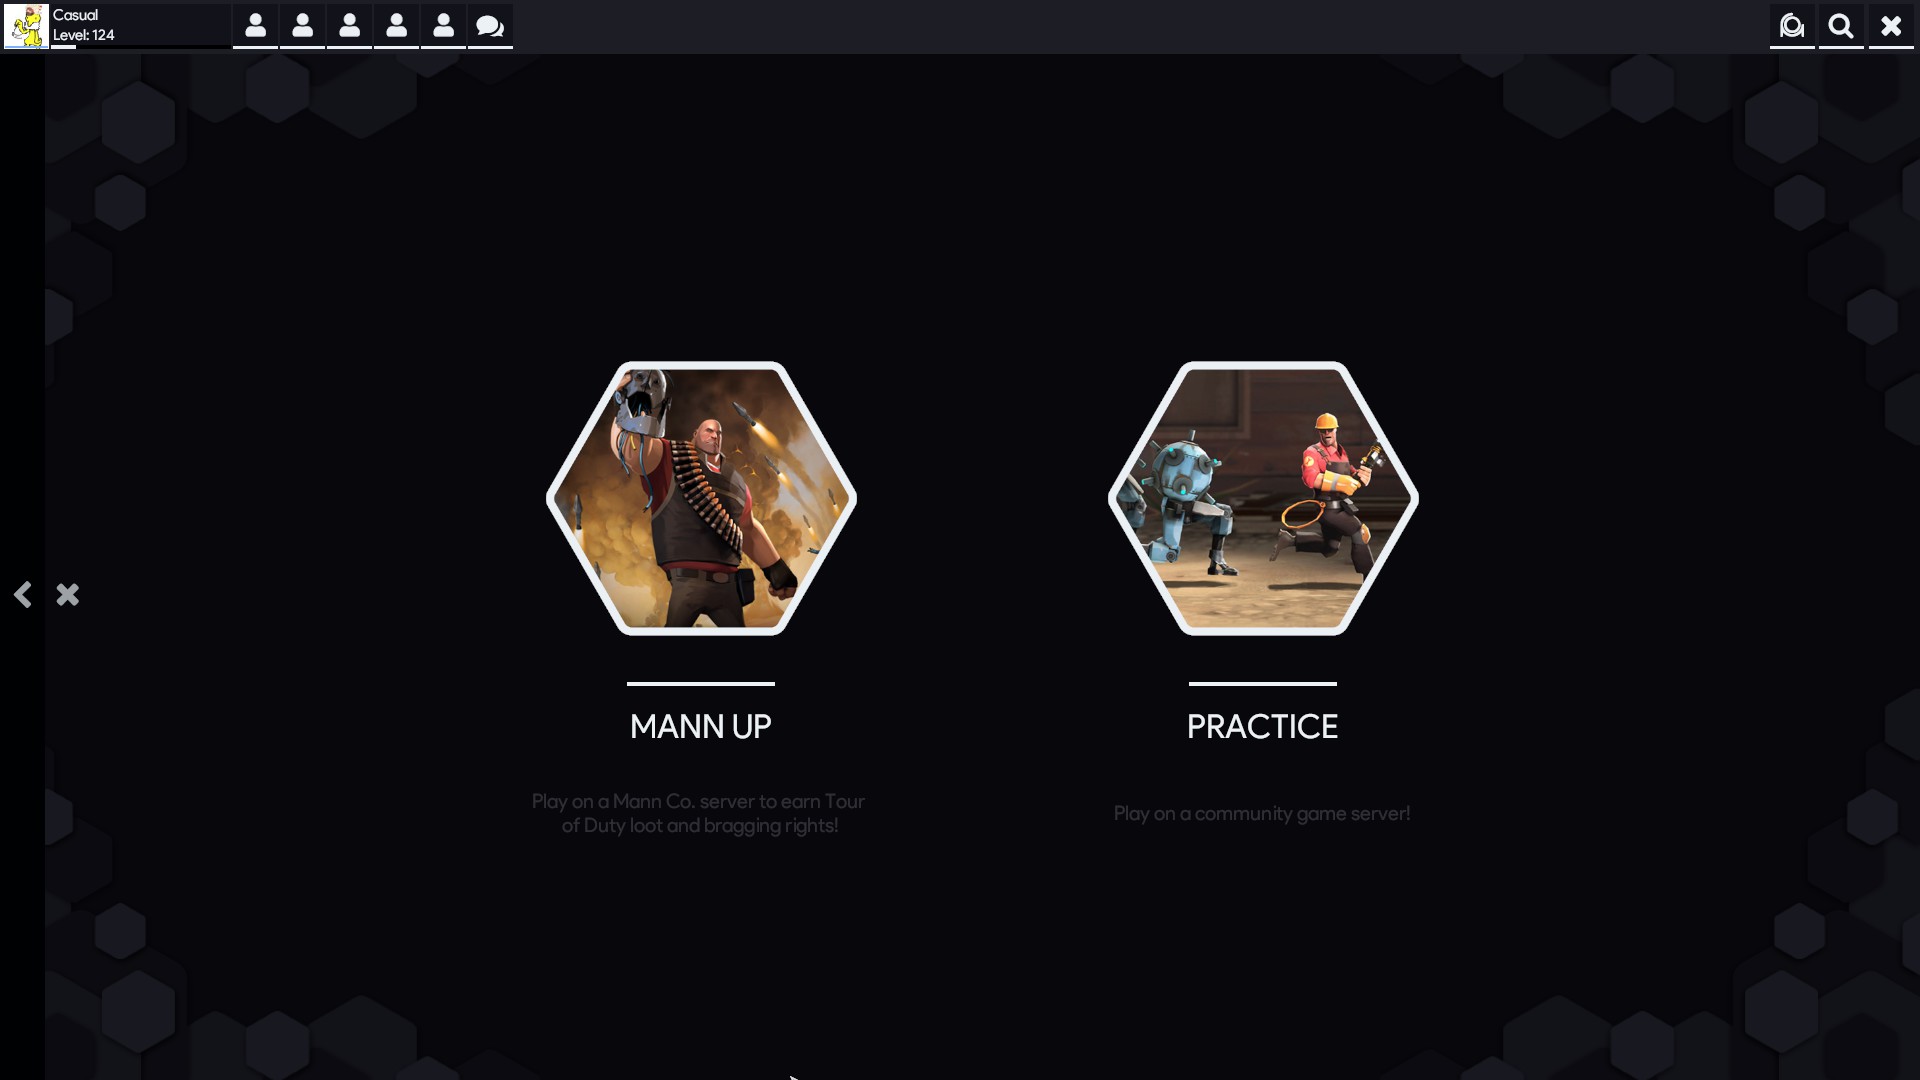 Casual
Level: 124
MANN UP
Play on a Mann Co. server to earn Tour
of Duty loot and bragging rights!
PRACTICE
Play on a community game server!